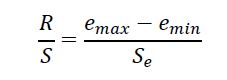 R/S = (e_max − e_min)/S_e